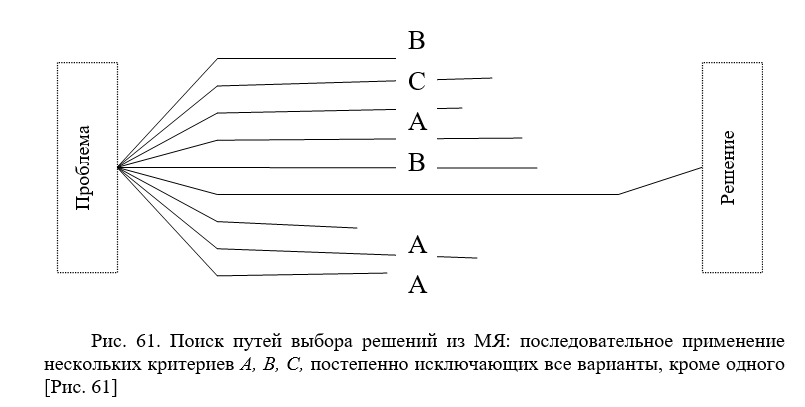 В
С
А
В
А
А
Проблема
Решение
Рис. 61. Поиск путей выбора решений из МЯ: последовательное применение
нескольких критериев А, В, С, постепенно исключающих все варианты, кроме одного
[Рис. 61]